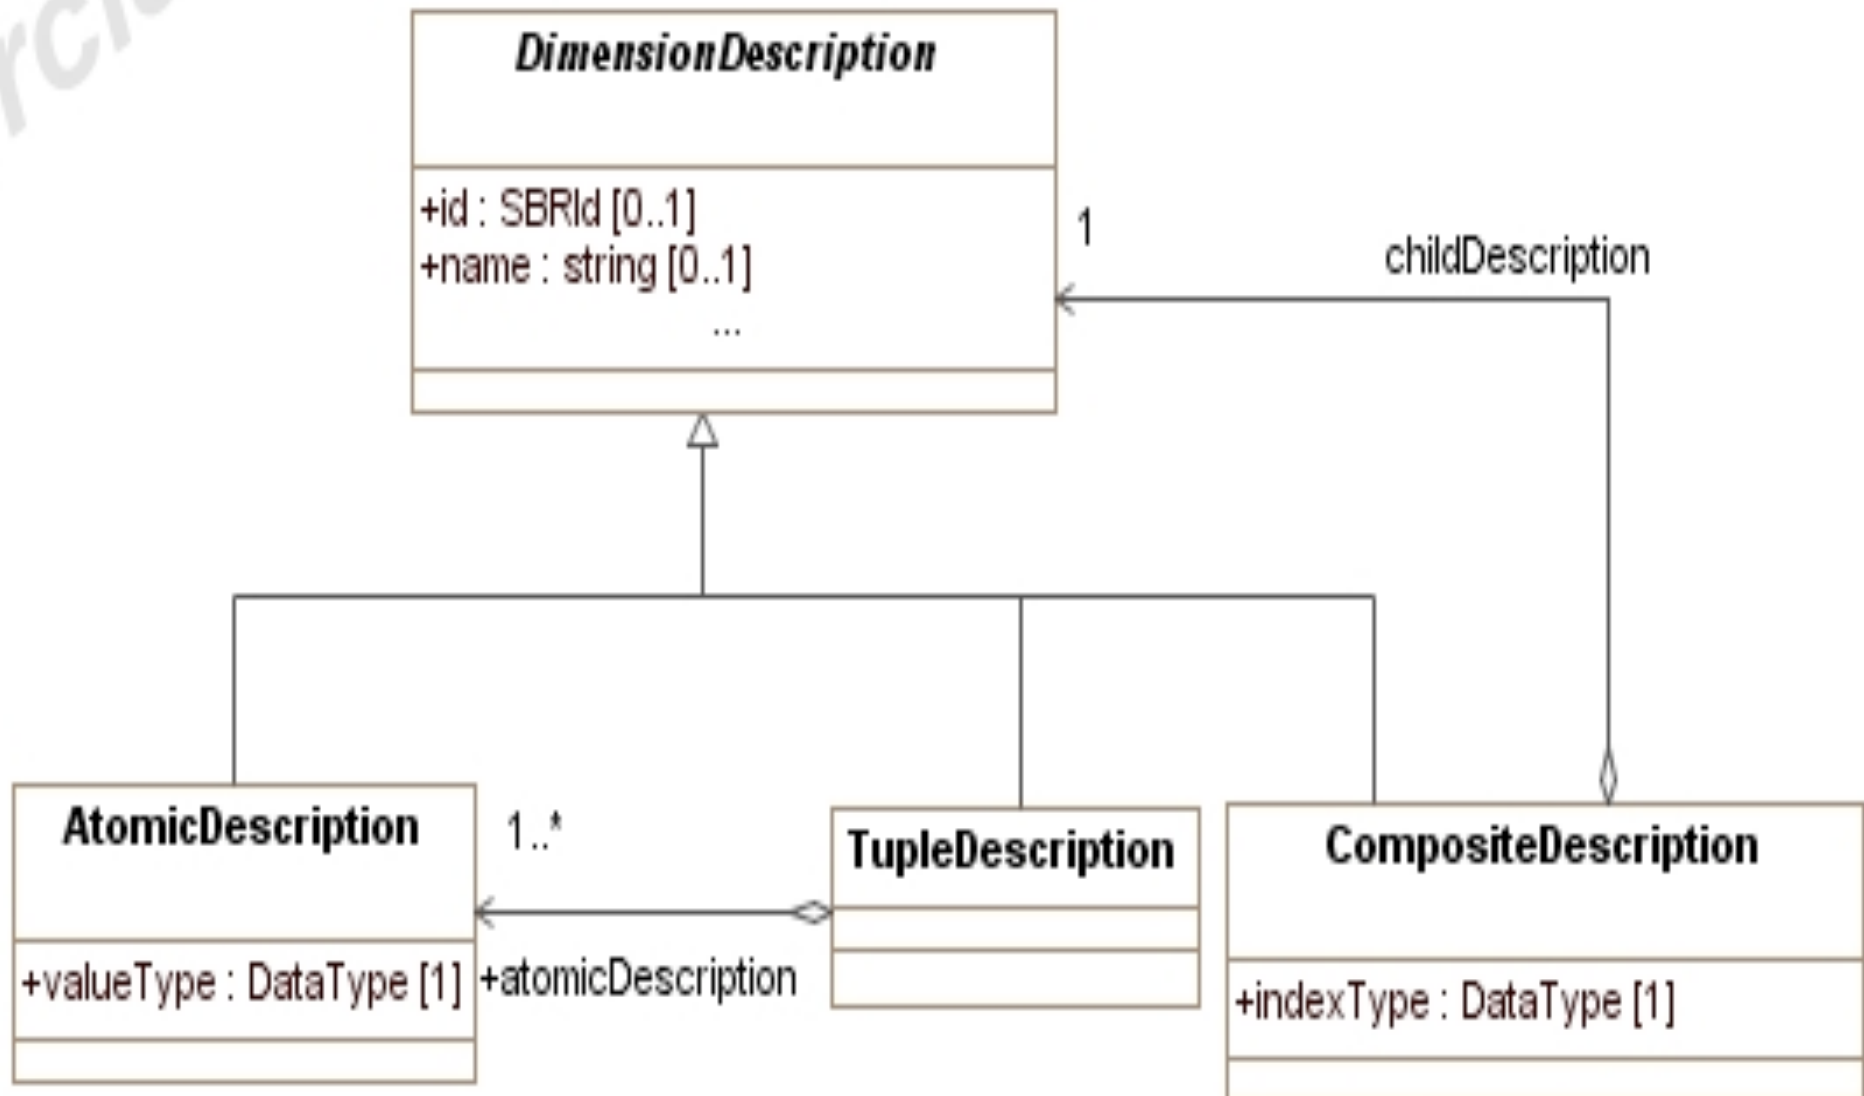 DimensionDescription
+id : SBRId [0..1]
+name : string [0..1]
...
1
childDescription
AtomicDescription
+valueType : DataType [1]
1..*
+atomicDescription
TupleDescription
CompositeDescription
+indexType : DataType [1]